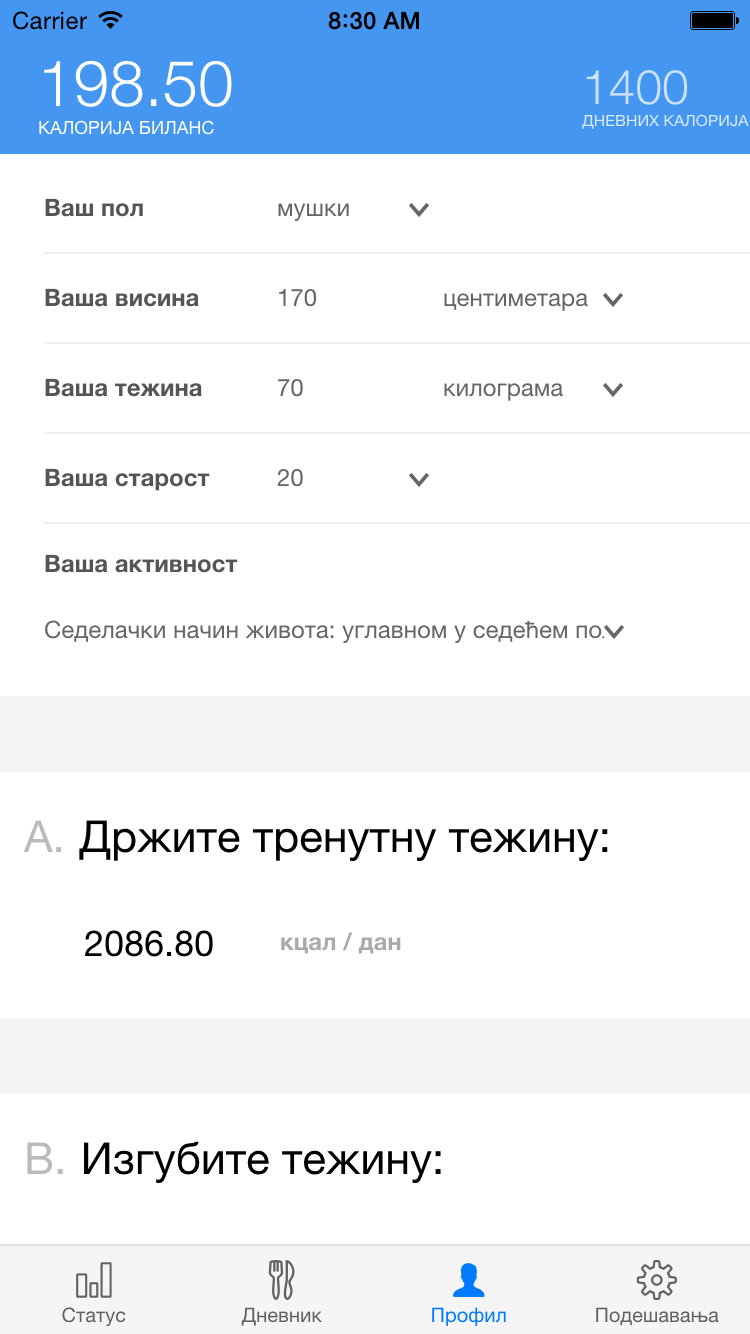 Carrier 8:30 AM
198.50 1400
КАЛОРИЈА БИЛАНС ДНЕВНИХ КАЛОРИЈА
Ваш пол мушки
Ваша висина 170 центиметара
Ваша тежина 70 килограма
Ваша старост 20
Ваша активност
Седелачки начин живота: углавном у седећем по.
A. Држите тренутну тежину:
2086.80 кцал / дан
B. Изгубите тежину:
Статус Дневник Профил Подешавања